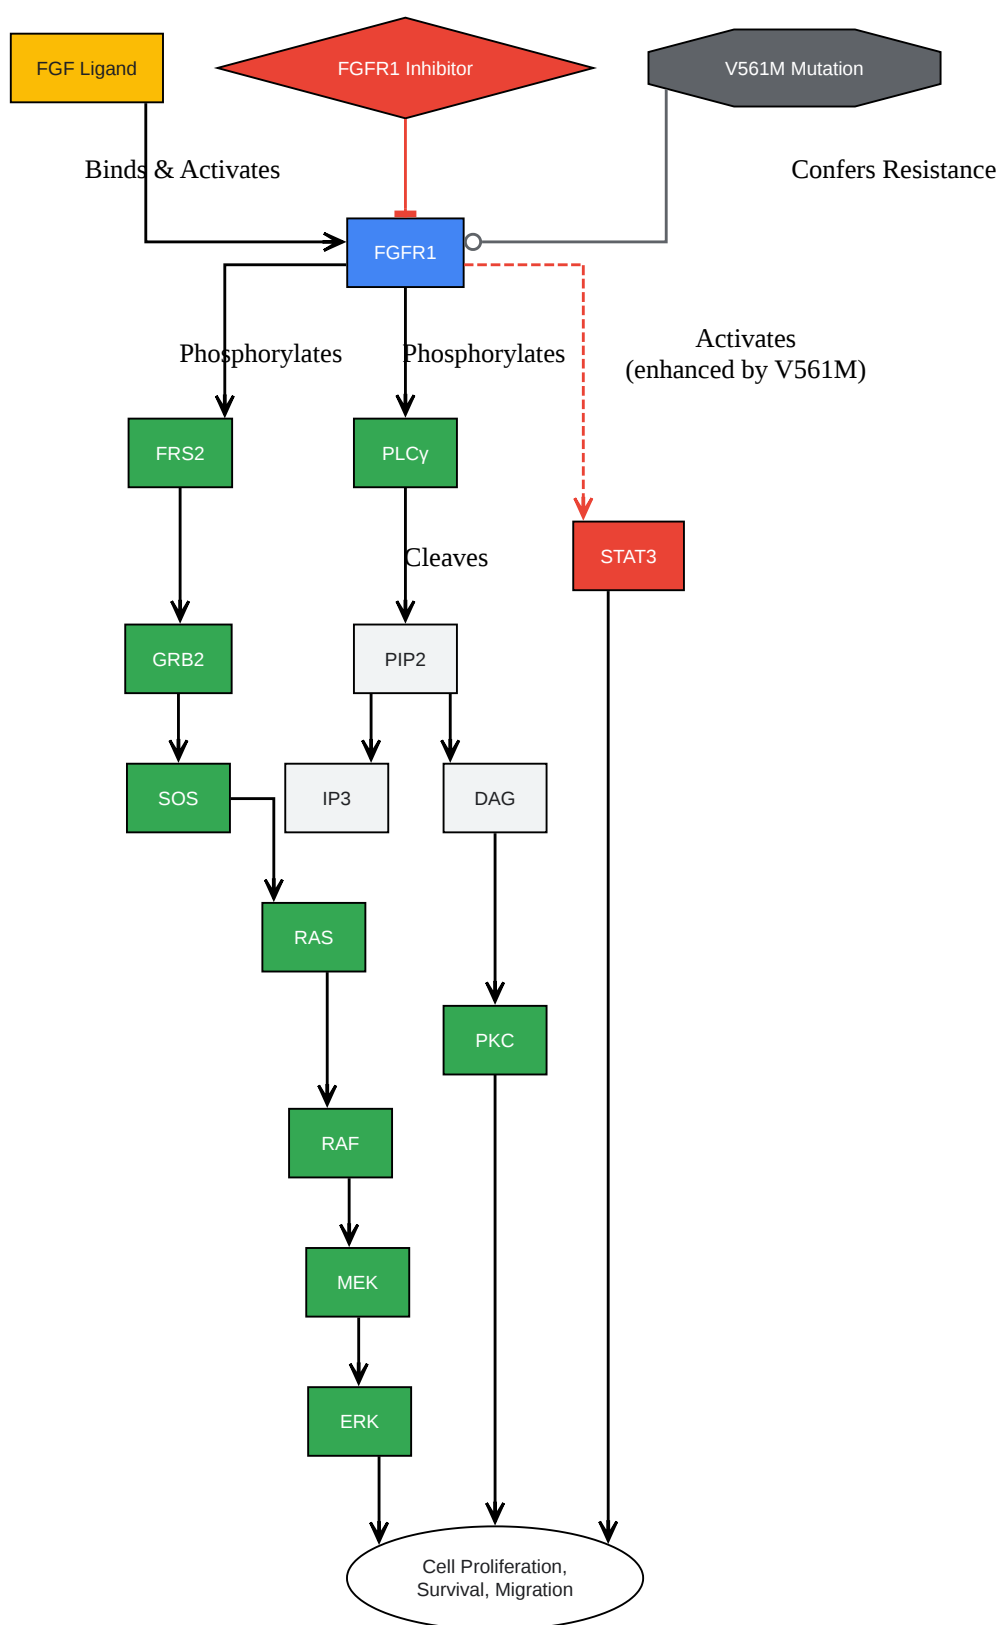 FGF Ligand
FGFR1 Inhibitor
V561M Mutation
Binds & Activates
Confers Resistance
FGFR1
Phosphorylates
Phosphorylates
Activates
(enhanced by V561M)
FRS2
PLCγ
Cleaves
STAT3
GRB2
PIP2
SOS
IP3
DAG
RAS
PKC
RAF
MEK
ERK
Cell Proliferation,
Survival, Migration